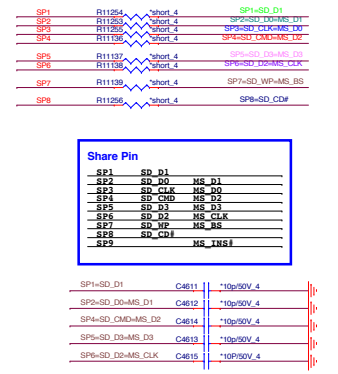 SP1 R11254 *short_4 SP1=SD_D1
SP2 R11253 *short_4 SP2=SD_D0=MS_D1
SP3 R11255 *short_4 SP3=SD_CLK=MS_D0
SP4 R11136 *short_4 SP4=SD_CMD=MS_D2
SP5 R11137 *short_4 SP5=SD_D3=MS_D3
SP6 R11138 *short_4 SP6=SD_D2=MS_CLK
SP7 R11139 *short_4 SP7=SD_WP=MS_BS
SP8 R11256 *short_4 SP8=SD_CD#
Share Pin
SP1 SD_D1
SP2 SD_D0 MS_D1
SP3 SD_CLK MS_D0
SP4 SD_CMD MS_D2
SP5 SD_D3 MS_D3
SP6 SD_D2 MS_CLK
SP7 SD_WP MS_BS
SP8 SD_CD#
SP9 MS_INS#
SP1=SD_D1 C4611 *10p/50V_4
SP2=SD_D0=MS_D1 C4612 *10p/50V_4
SP4=SD_CMD=MS_D2 C4614 *10p/50V_4
SP5=SD_D3=MS_D3 C4613 *10p/50V_4
SP6=SD_D2=MS_CLK C4615 *10P/50V_4